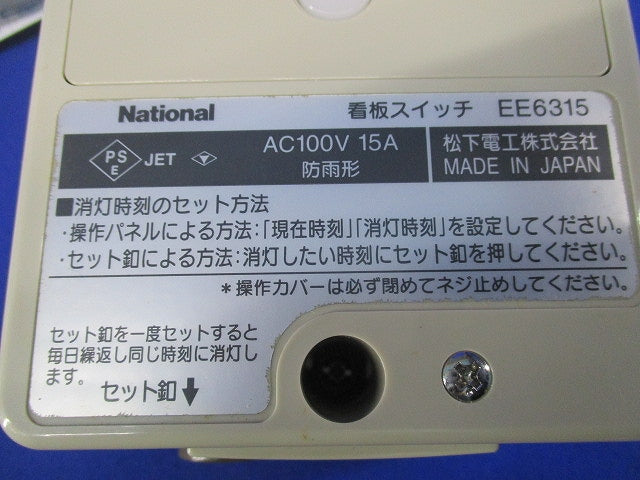 National 看板スイッチ EE6315
PS E JET AC100V 15A 松下電工株式会社
防雨形 MADE IN JAPAN
■消灯時刻のセット方法
・操作パネルによる方法:「現在時刻」「消灯時刻」を設定してください。
・セット釦による方法:消灯したい時刻にセット釦を押してください。
＊操作カバーは必ず閉めてネジ止めしてください。
セット釦を一度セットすると
毎日繰返し同じ時刻に消灯し
ます。
セット釦↓